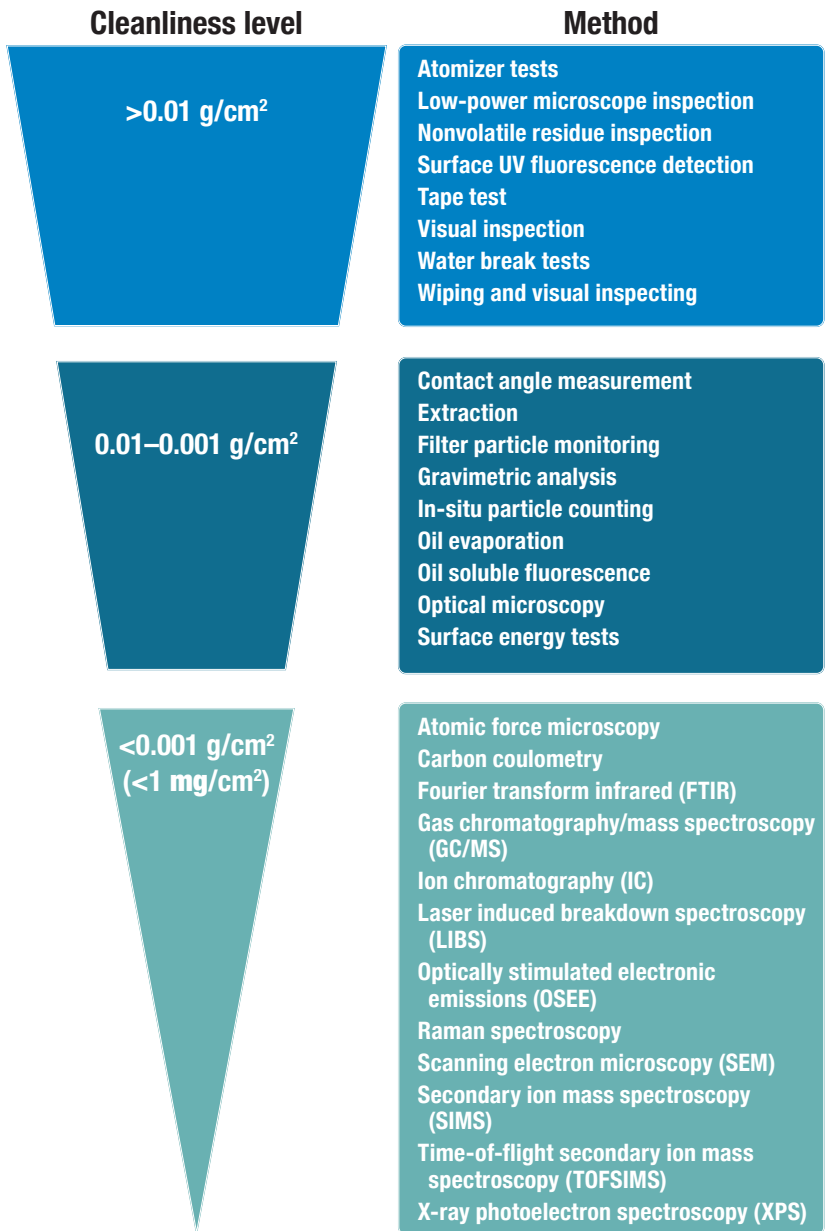 Cleanliness level
Method
>0.01 g/cm²
Atomizer tests
Low-power microscope inspection
Nonvolatile residue inspection
Surface UV fluorescence detection
Tape test
Visual inspection
Water break tests
Wiping and visual inspecting
0.01–0.001 g/cm²
Contact angle measurement
Extraction
Filter particle monitoring
Gravimetric analysis
In-situ particle counting
Oil evaporation
Oil soluble fluorescence
Optical microscopy
Surface energy tests
<0.001 g/cm²
(<1 mg/cm²)
Atomic force microscopy
Carbon coulometry
Fourier transform infrared (FTIR)
Gas chromatography/mass spectroscopy
(GC/MS)
Ion chromatography (IC)
Laser induced breakdown spectroscopy
(LIBS)
Optically stimulated electronic
emissions (OSEE)
Raman spectroscopy
Scanning electron microscopy (SEM)
Secondary ion mass spectroscopy
(SIMS)
Time-of-flight secondary ion mass
spectroscopy (TOFSIMS)
X-ray photoelectron spectroscopy (XPS)